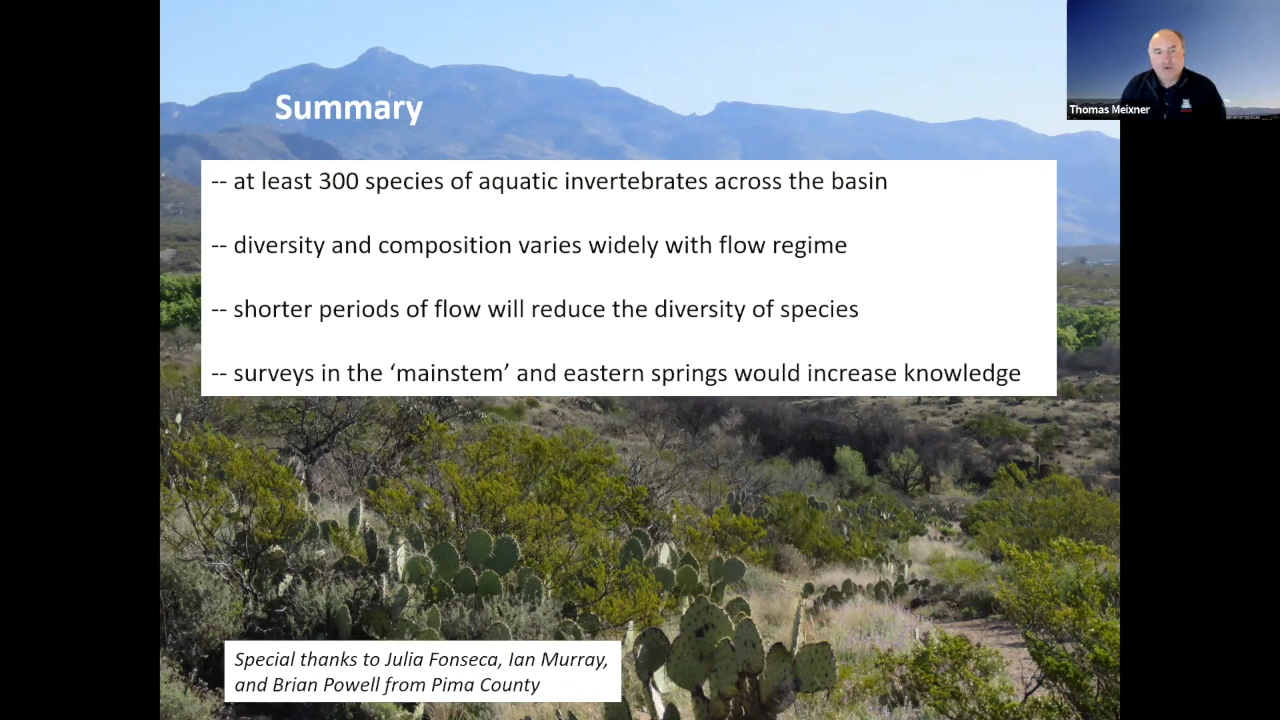 Thomas Meixner
Summary
-- at least 300 species of aquatic invertebrates across the basin
-- diversity and composition varies widely with flow regime
-- shorter periods of flow will reduce the diversity of species
-- surveys in the ‘mainstem’ and eastern springs would increase knowledge
Special thanks to Julia Fonseca, Ian Murray,
and Brian Powell from Pima County